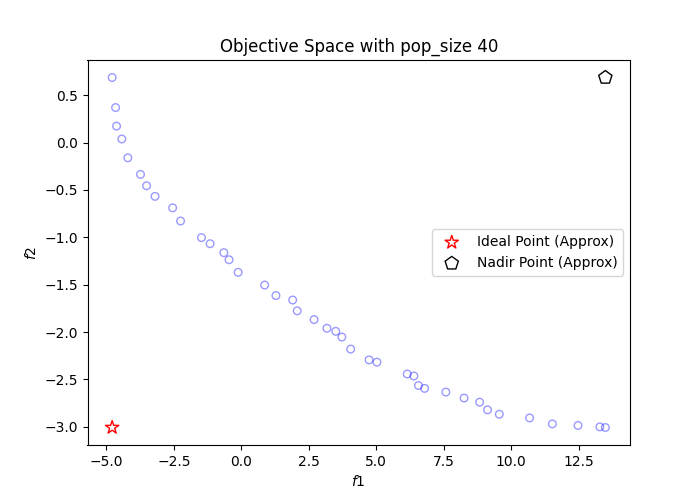 Objective Space with pop_size 40
0.5
0.0
−0.5
−1.0
−1.5
−2.0
−2.5
−3.0
f2
Ideal Point (Approx)
Nadir Point (Approx)
−5.0 −2.5 0.0 2.5 5.0 7.5 10.0 12.5
f1